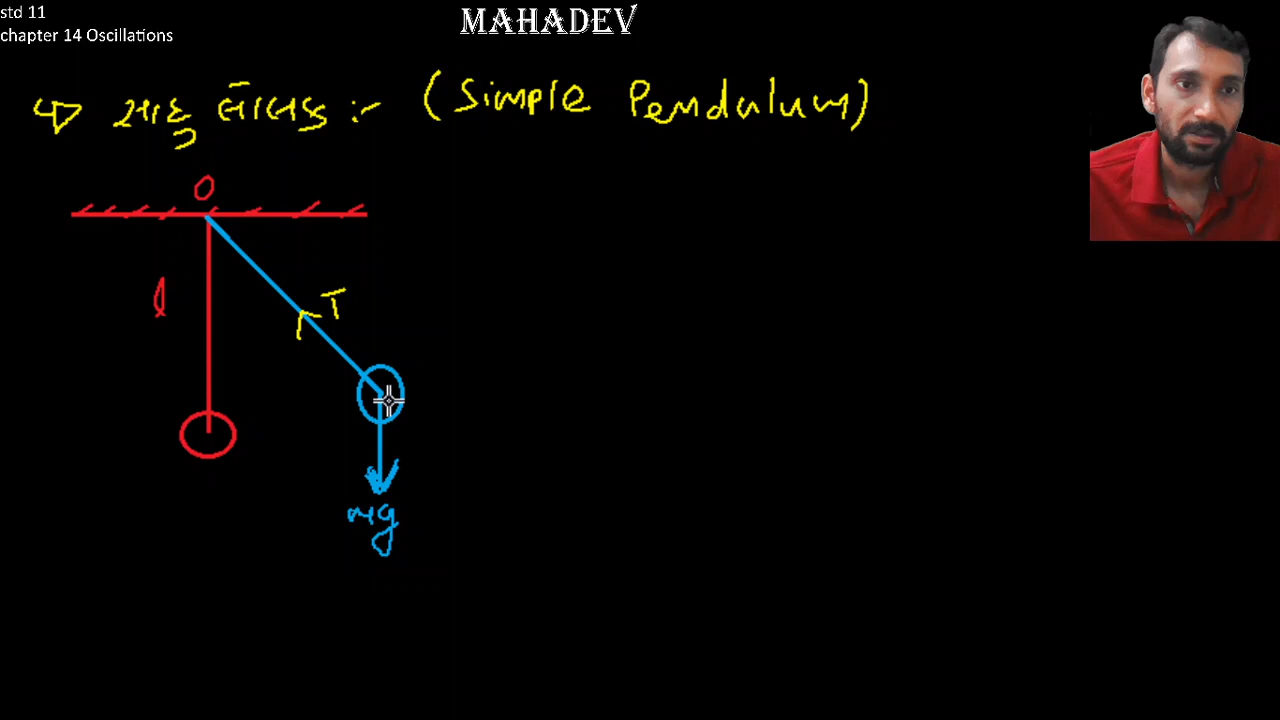 std 11
chapter 14 Oscillations
MAHADEV
સાદુ લોલક :- (Simple Pendulum)
O
l
T
mg